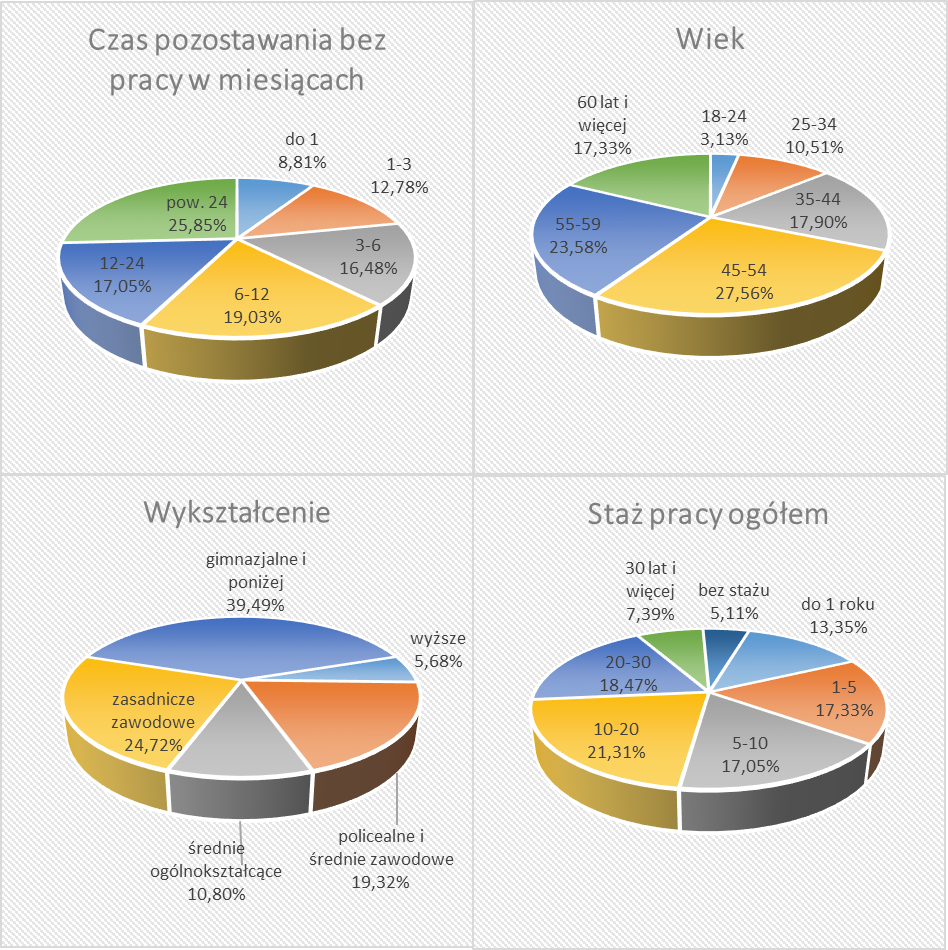 Czas pozostawania bez
pracy w miesiącach
do 1
8,81%
1-3
12,78%
3-6
16,48%
6-12
19,03%
12-24
17,05%
pow. 24
25,85%
Wiek
18-24
3,13%
25-34
10,51%
35-44
17,90%
45-54
27,56%
55-59
23,58%
60 lat i
więcej
17,33%
Wykształcenie
gimnazjalne i
poniżej
39,49%
wyższe
5,68%
policealne i
średnie zawodowe
19,32%
średnie
ogólnokształcące
10,80%
zasadnicze
zawodowe
24,72%
Staż pracy ogółem
bez stażu
5,11%
do 1 roku
13,35%
1-5
17,33%
5-10
17,05%
10-20
21,31%
20-30
18,47%
30 lat i
więcej
7,39%